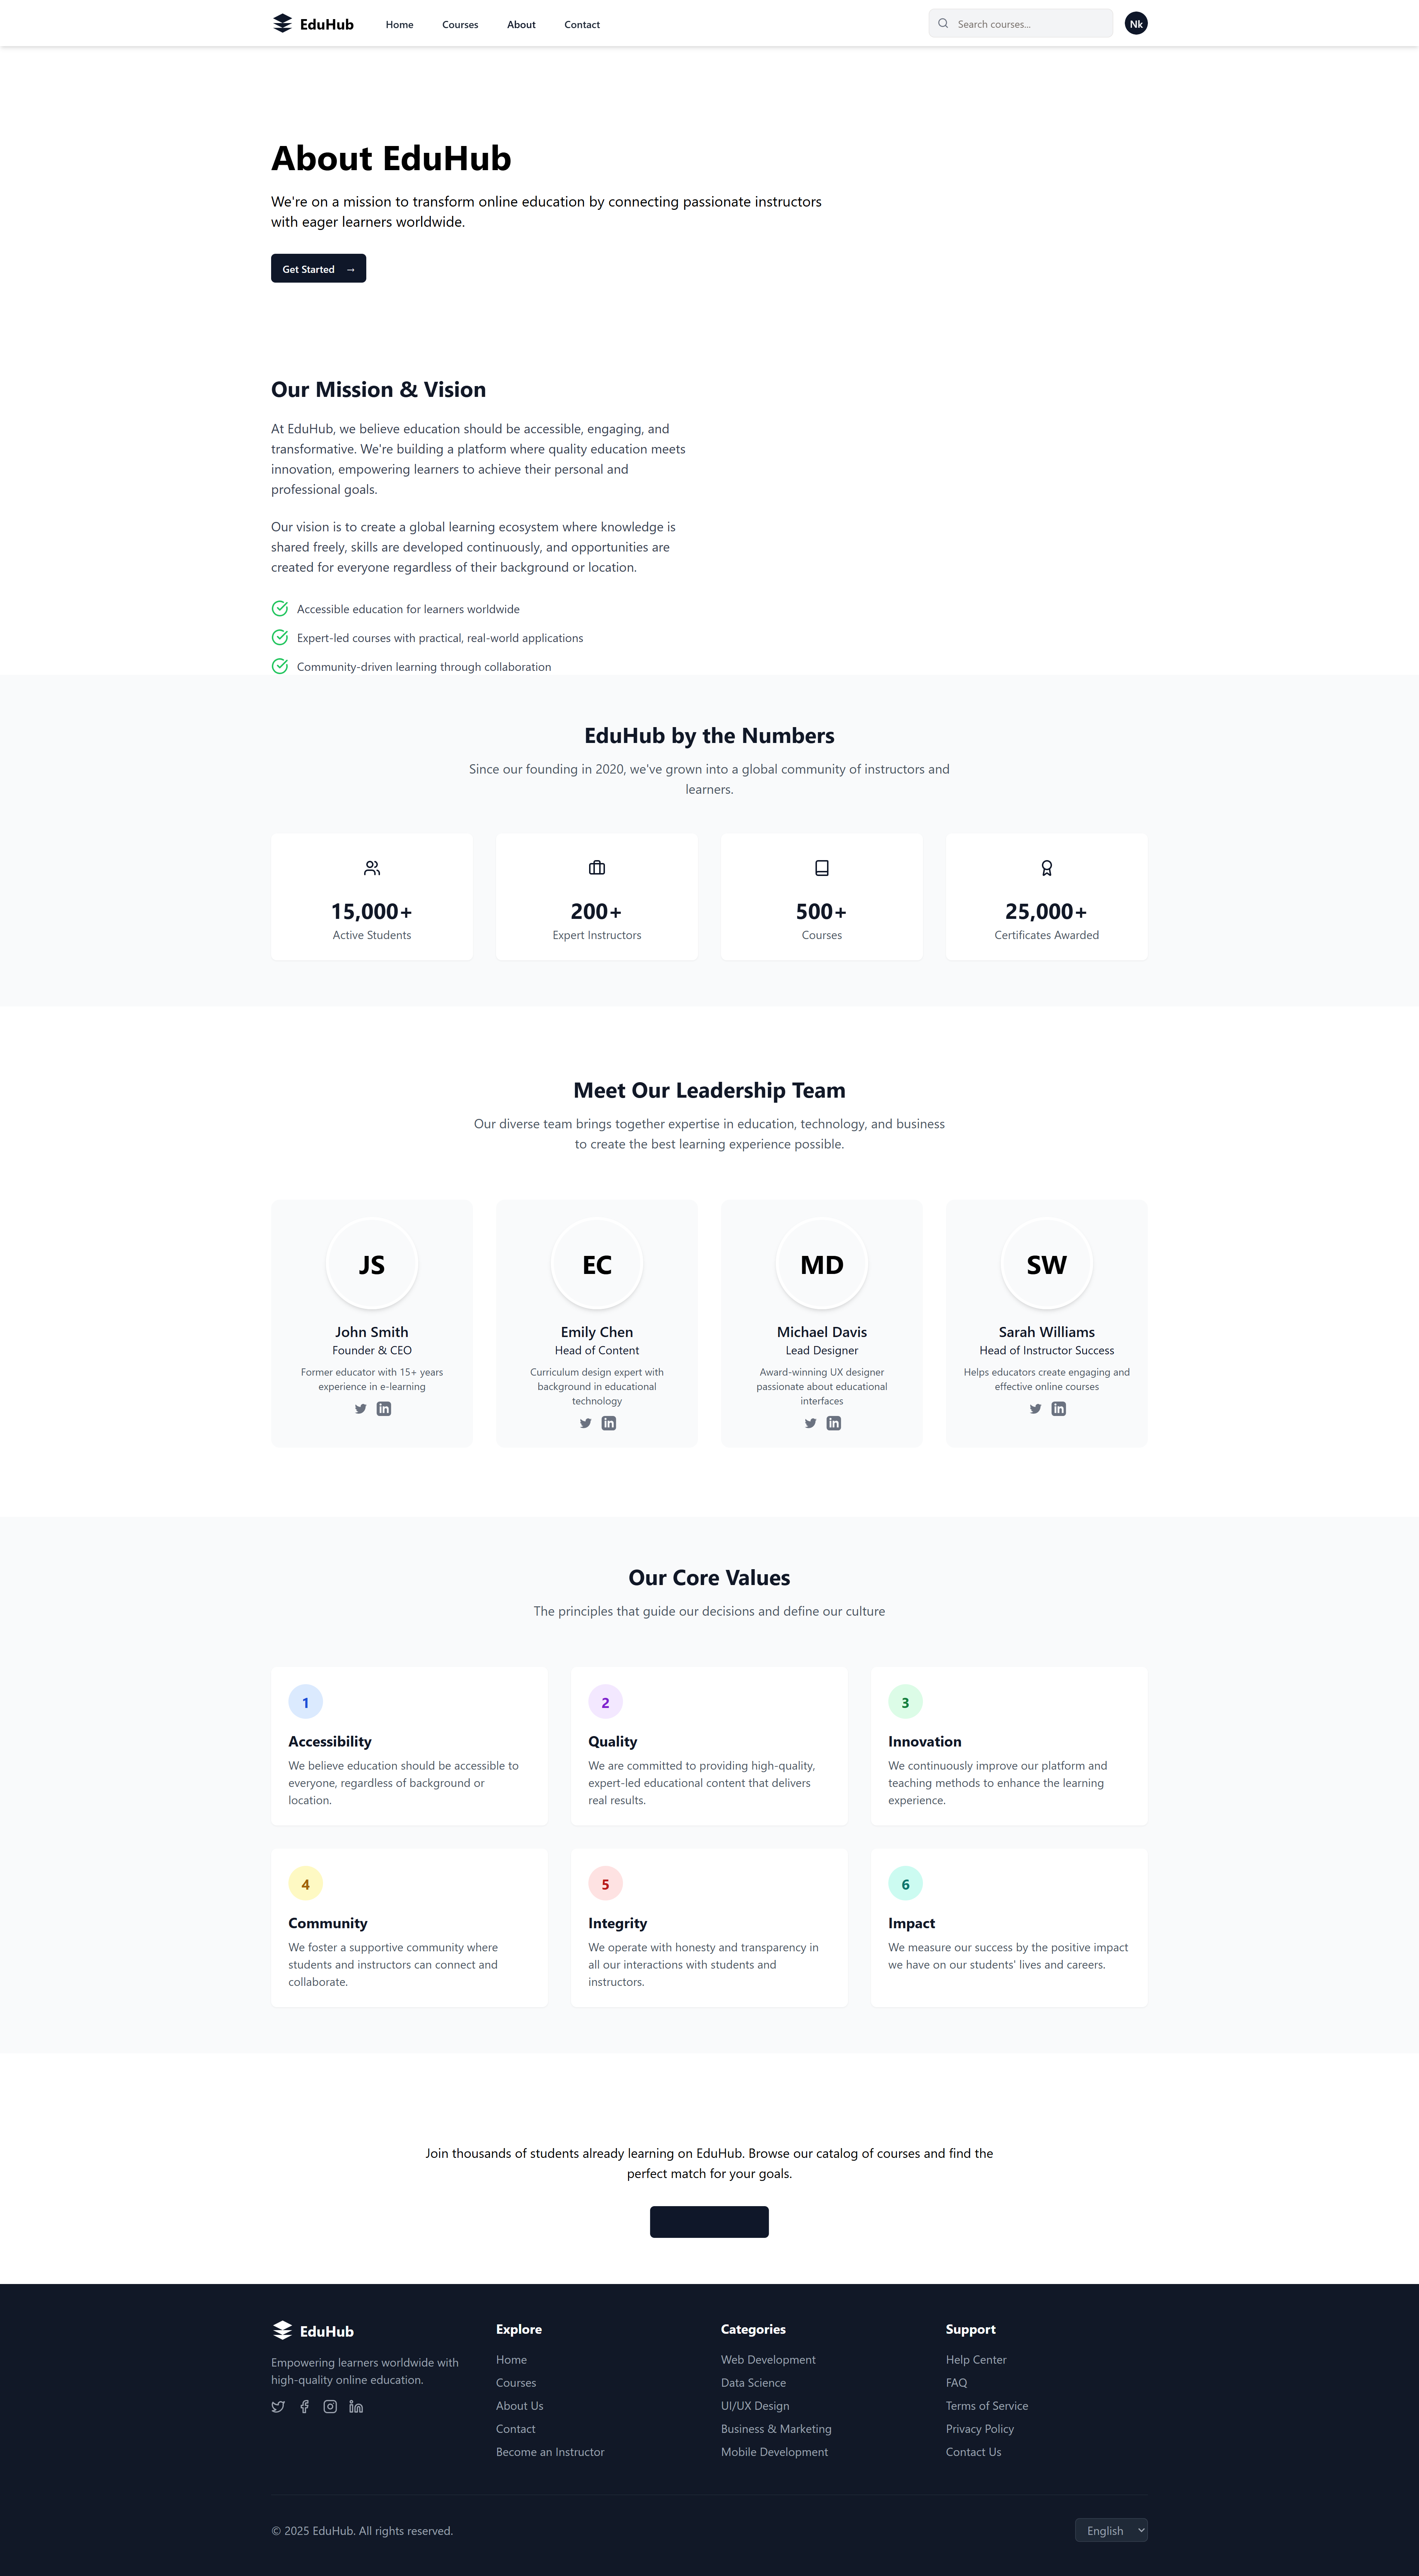 EduHub
Home
Courses
About
Contact
Search courses...
Nk
About EduHub
We're on a mission to transform online education by connecting passionate instructors
with eager learners worldwide.
Get Started →
Our Mission & Vision
At EduHub, we believe education should be accessible, engaging, and
transformative. We're building a platform where quality education meets
innovation, empowering learners to achieve their personal and
professional goals.
Our vision is to create a global learning ecosystem where knowledge is
shared freely, skills are developed continuously, and opportunities are
created for everyone regardless of their background or location.
Accessible education for learners worldwide
Expert-led courses with practical, real-world applications
Community-driven learning through collaboration
EduHub by the Numbers
Since our founding in 2020, we've grown into a global community of instructors and
learners.
15,000+
Active Students
200+
Expert Instructors
500+
Courses
25,000+
Certificates Awarded
Meet Our Leadership Team
Our diverse team brings together expertise in education, technology, and business
to create the best learning experience possible.
JS
John Smith
Founder & CEO
Former educator with 15+ years
experience in e-learning
EC
Emily Chen
Head of Content
Curriculum design expert with
background in educational
technology
MD
Michael Davis
Lead Designer
Award-winning UX designer
passionate about educational
interfaces
SW
Sarah Williams
Head of Instructor Success
Helps educators create engaging and
effective online courses
Our Core Values
The principles that guide our decisions and define our culture
1
Accessibility
We believe education should be accessible to
everyone, regardless of background or
location.
2
Quality
We are committed to providing high-quality,
expert-led educational content that delivers
real results.
3
Innovation
We continuously improve our platform and
teaching methods to enhance the learning
experience.
4
Community
We foster a supportive community where
students and instructors can connect and
collaborate.
5
Integrity
We operate with honesty and transparency in
all our interactions with students and
instructors.
6
Impact
We measure our success by the positive impact
we have on our students' lives and careers.
Join thousands of students already learning on EduHub. Browse our catalog of courses and find the
perfect match for your goals.
EduHub
Empowering learners worldwide with
high-quality online education.
Explore
Home
Courses
About Us
Contact
Become an Instructor
Categories
Web Development
Data Science
UI/UX Design
Business & Marketing
Mobile Development
Support
Help Center
FAQ
Terms of Service
Privacy Policy
Contact Us
© 2025 EduHub. All rights reserved.
English